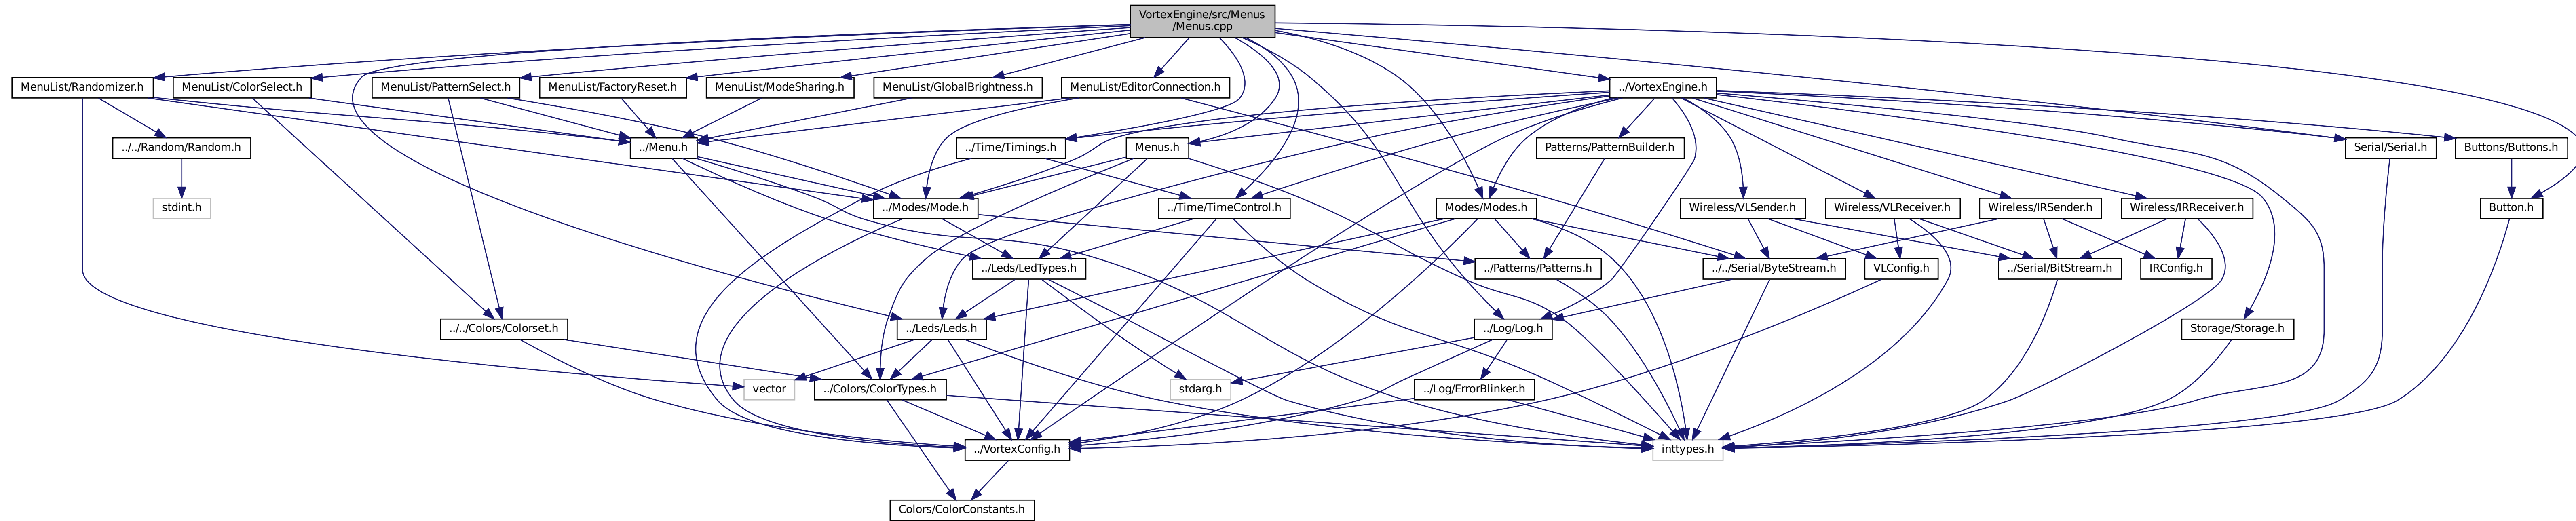 VortexEngine/src/Menus
/Menus.cpp
MenuList/Randomizer.h
MenuList/ColorSelect.h
MenuList/PatternSelect.h
MenuList/FactoryReset.h
MenuList/ModeSharing.h
MenuList/GlobalBrightness.h
MenuList/EditorConnection.h
../VortexEngine.h
../../Random/Random.h
../Menu.h
../Time/Timings.h
Menus.h
Patterns/PatternBuilder.h
Serial/Serial.h
Buttons/Buttons.h
stdint.h
../Modes/Mode.h
../Time/TimeControl.h
Modes/Modes.h
Wireless/VLSender.h
Wireless/VLReceiver.h
Wireless/IRSender.h
Wireless/IRReceiver.h
Button.h
../Leds/LedTypes.h
../Patterns/Patterns.h
../../Serial/ByteStream.h
VLConfig.h
../Serial/BitStream.h
IRConfig.h
../../Colors/Colorset.h
../Leds/Leds.h
../Log/Log.h
Storage/Storage.h
vector
../Colors/ColorTypes.h
stdarg.h
../Log/ErrorBlinker.h
../VortexConfig.h
inttypes.h
Colors/ColorConstants.h